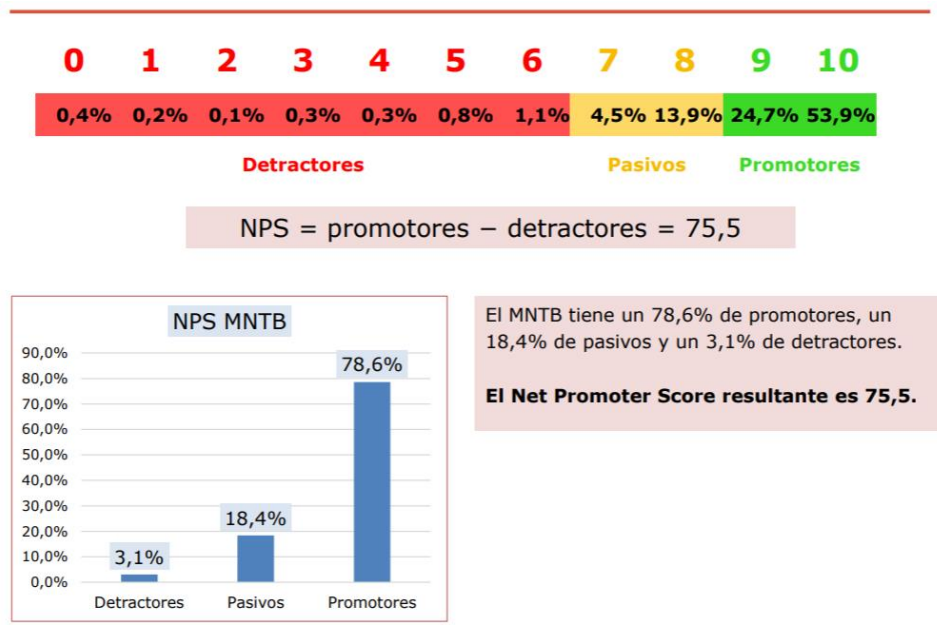 0 1 2 3 4 5 6 7 8 9 10
0,4% 0,2% 0,1% 0,3% 0,3% 0,8% 1,1% 4,5% 13,9% 24,7% 53,9%
Detractores Pasivos Promotores
NPS = promotores − detractores = 75,5
NPS MNTB
90,0%
80,0%
70,0%
60,0%
50,0%
40,0%
30,0%
20,0%
10,0%
0,0%
3,1%
18,4%
78,6%
Detractores Pasivos Promotores
El MNTB tiene un 78,6% de promotores, un
18,4% de pasivos y un 3,1% de detractores.
El Net Promoter Score resultante es 75,5.